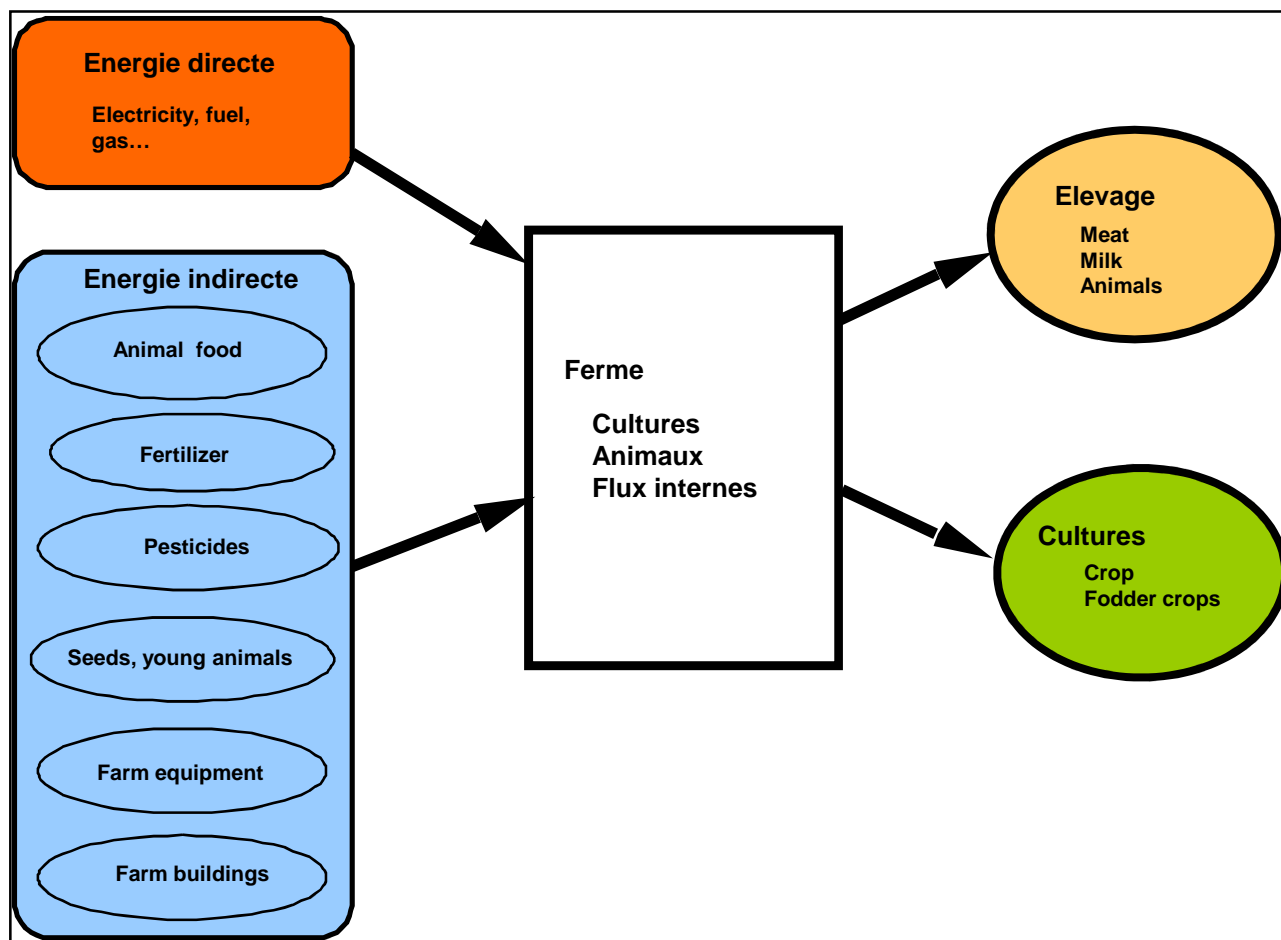 Energie directe
Electricity, fuel,
gas…
Energie indirecte
Animal food
Fertilizer
Pesticides
Seeds, young animals
Farm equipment
Farm buildings
Ferme
Cultures
Animaux
Flux internes
Elevage
Meat
Milk
Animals
Cultures
Crop
Fodder crops